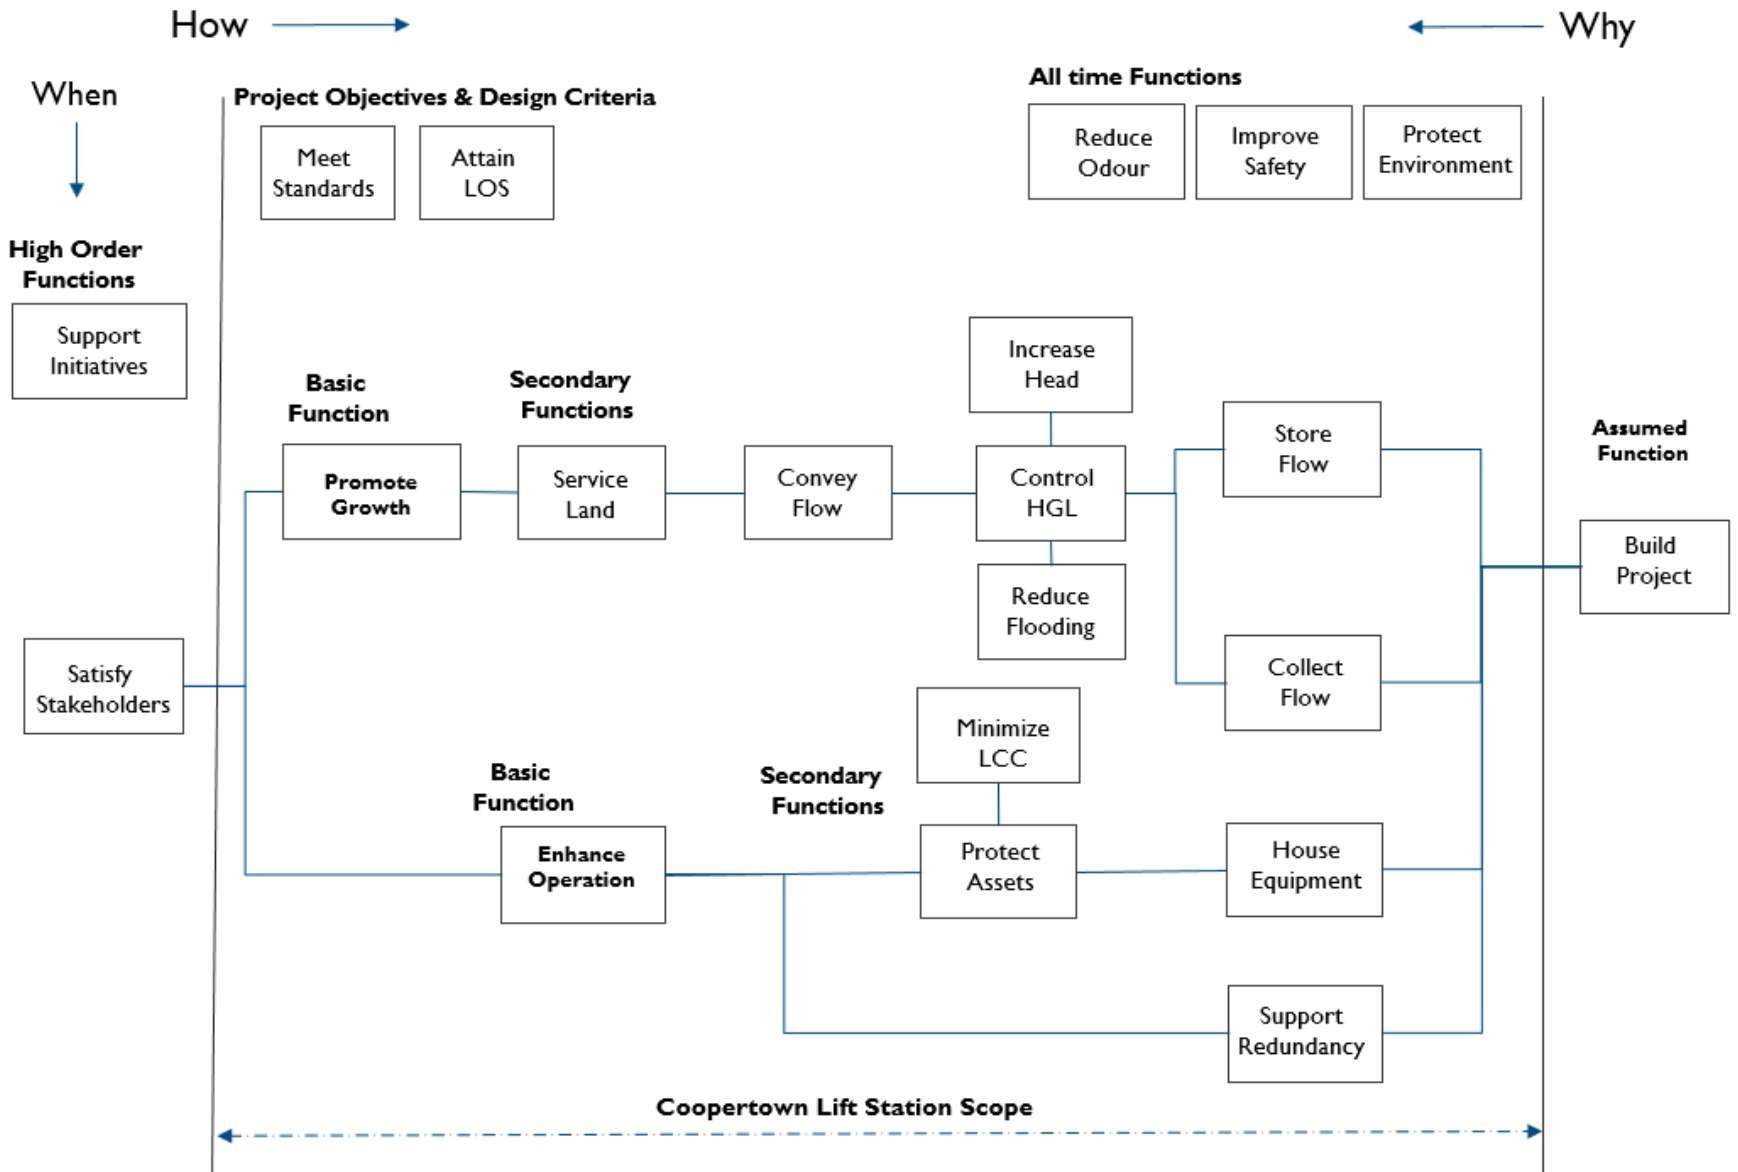 How
Why
When
Project Objectives & Design Criteria
All time Functions
Meet
Standards
Attain
LOS
Reduce
Odour
Improve
Safety
Protect
Environment
High Order
Functions
Support
Initiatives
Increase
Head
Basic
Function
Secondary
Functions
Promote
Growth
Service
Land
Convey
Flow
Control
HGL
Store
Flow
Assumed
Function
Build
Project
Reduce
Flooding
Satisfy
Stakeholders
Collect
Flow
Minimize
LCC
Basic
Function
Secondary
Functions
Enhance
Operation
Protect
Assets
House
Equipment
Support
Redundancy
Coopertown Lift Station Scope